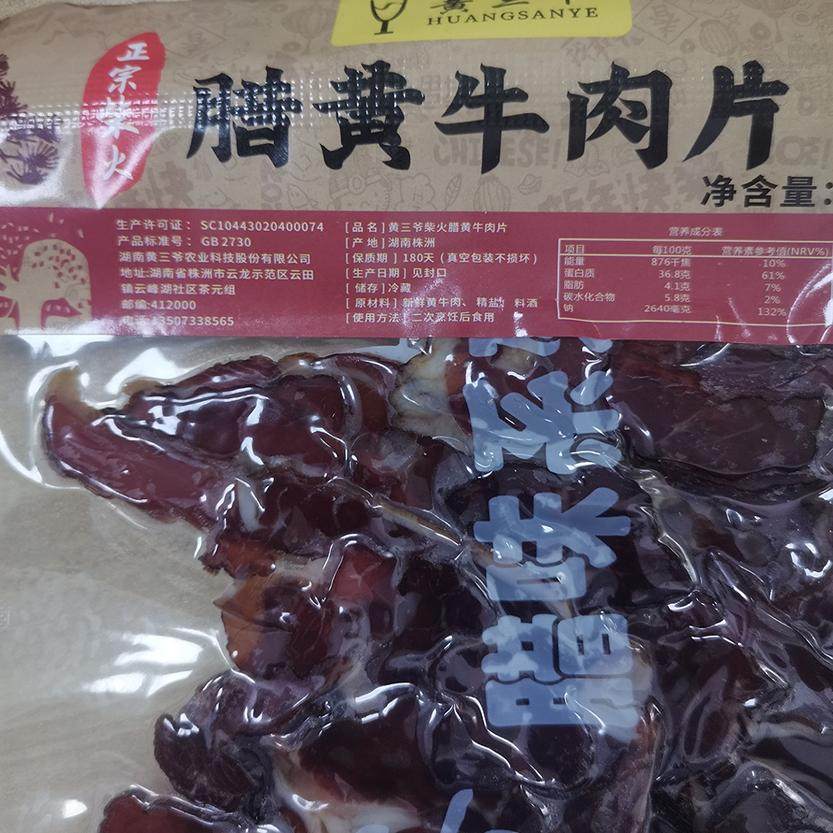 HUANGSANYE
正宗柴火
腊黄牛肉片
CHINESE!
净含量:
生产许可证: SC10443020400074
产品标准号: GB2730
湖南黄三爷农业科技股份有限公司
地址:湖南省株洲市云龙示范区云田
镇云峰湖社区茶元组
邮编:412000
电话:13507338565
[品名]黄三爷柴火腊黄牛肉片
[产地]湖南株洲
[保质期]180天(真空包装不损坏)
[生产日期]见封口
[储存]冷藏
[原材料]新鲜黄牛肉、精盐、料酒
[使用方法]二次烹饪后食用
营养成分表
项目 每100克 营养素参考值(NRV%)
能量 876千焦 10%
蛋白质 36.8克 61%
脂肪 4.1克 7%
碳水化合物 5.8克 2%
钠 2640毫克 132%
腊味